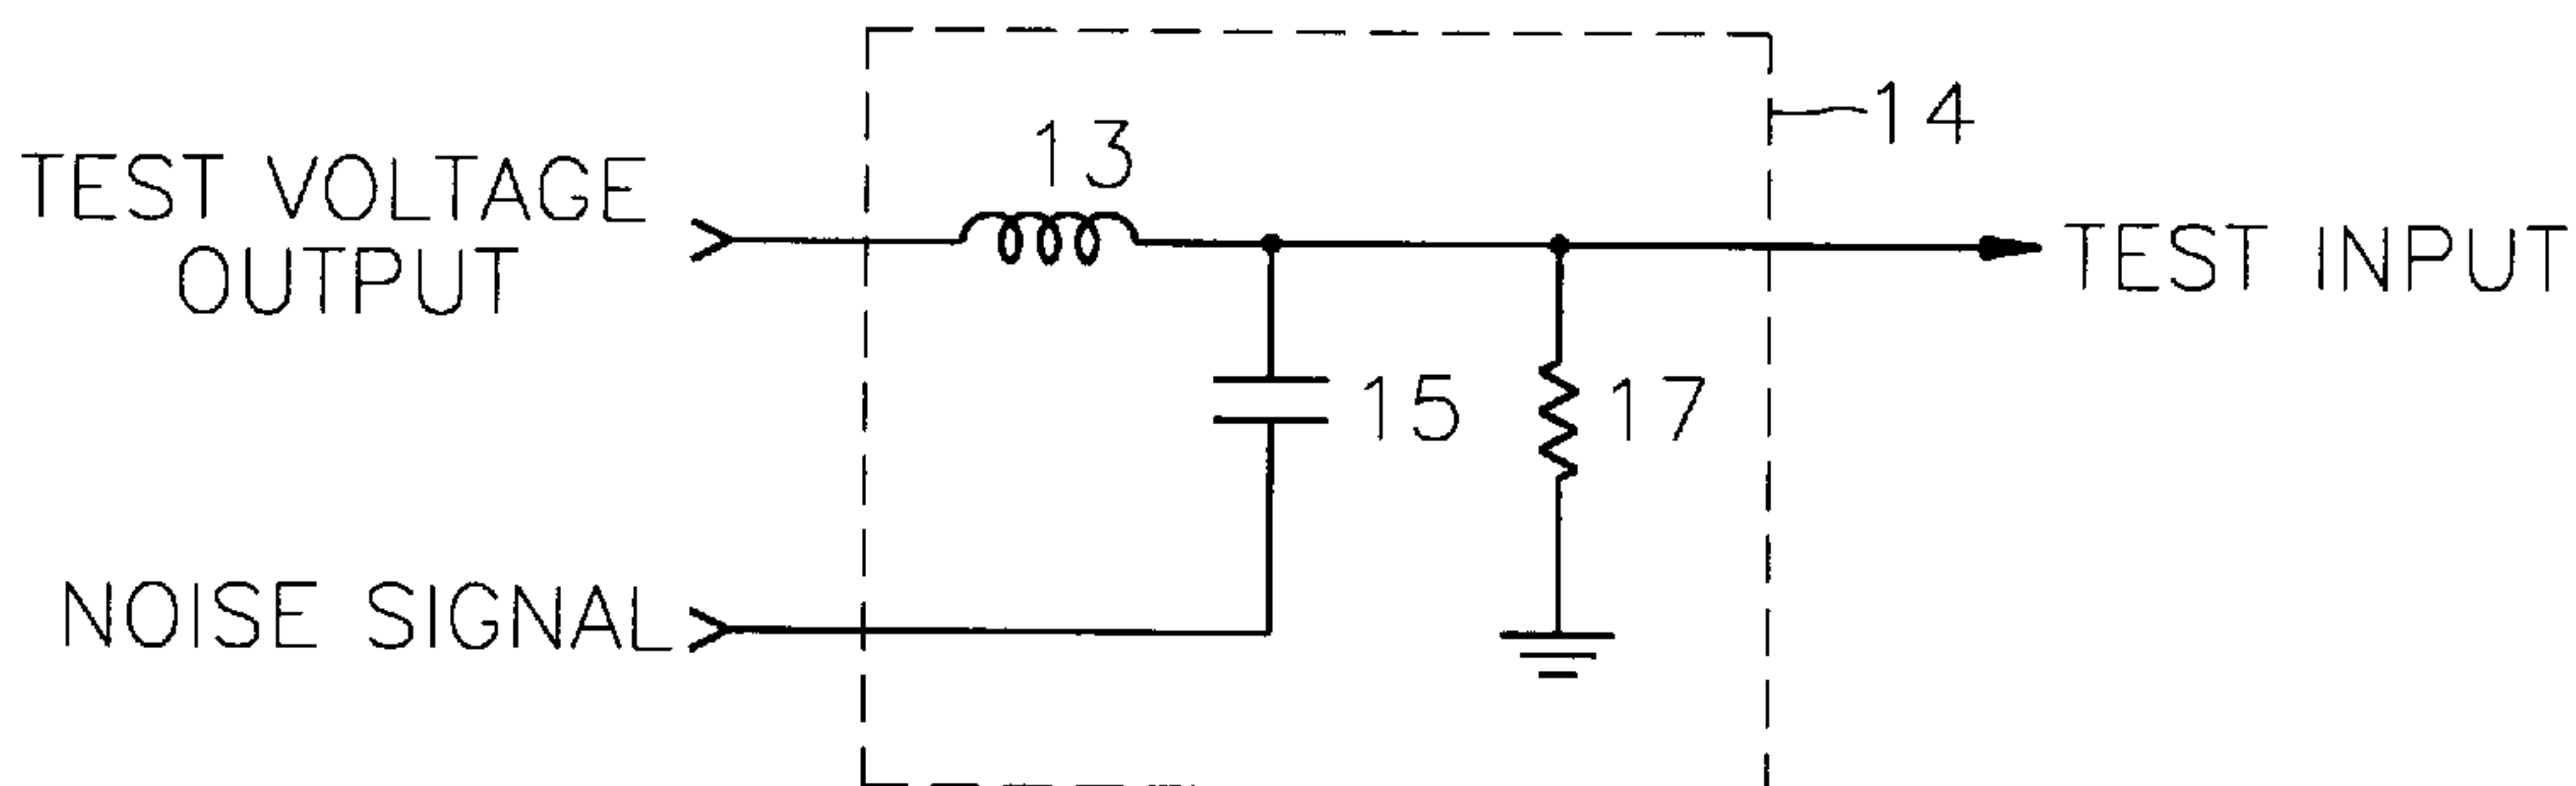 14
13
TEST VOLTAGE
OUTPUT
TEST INPUT
15
17
NOISE SIGNAL